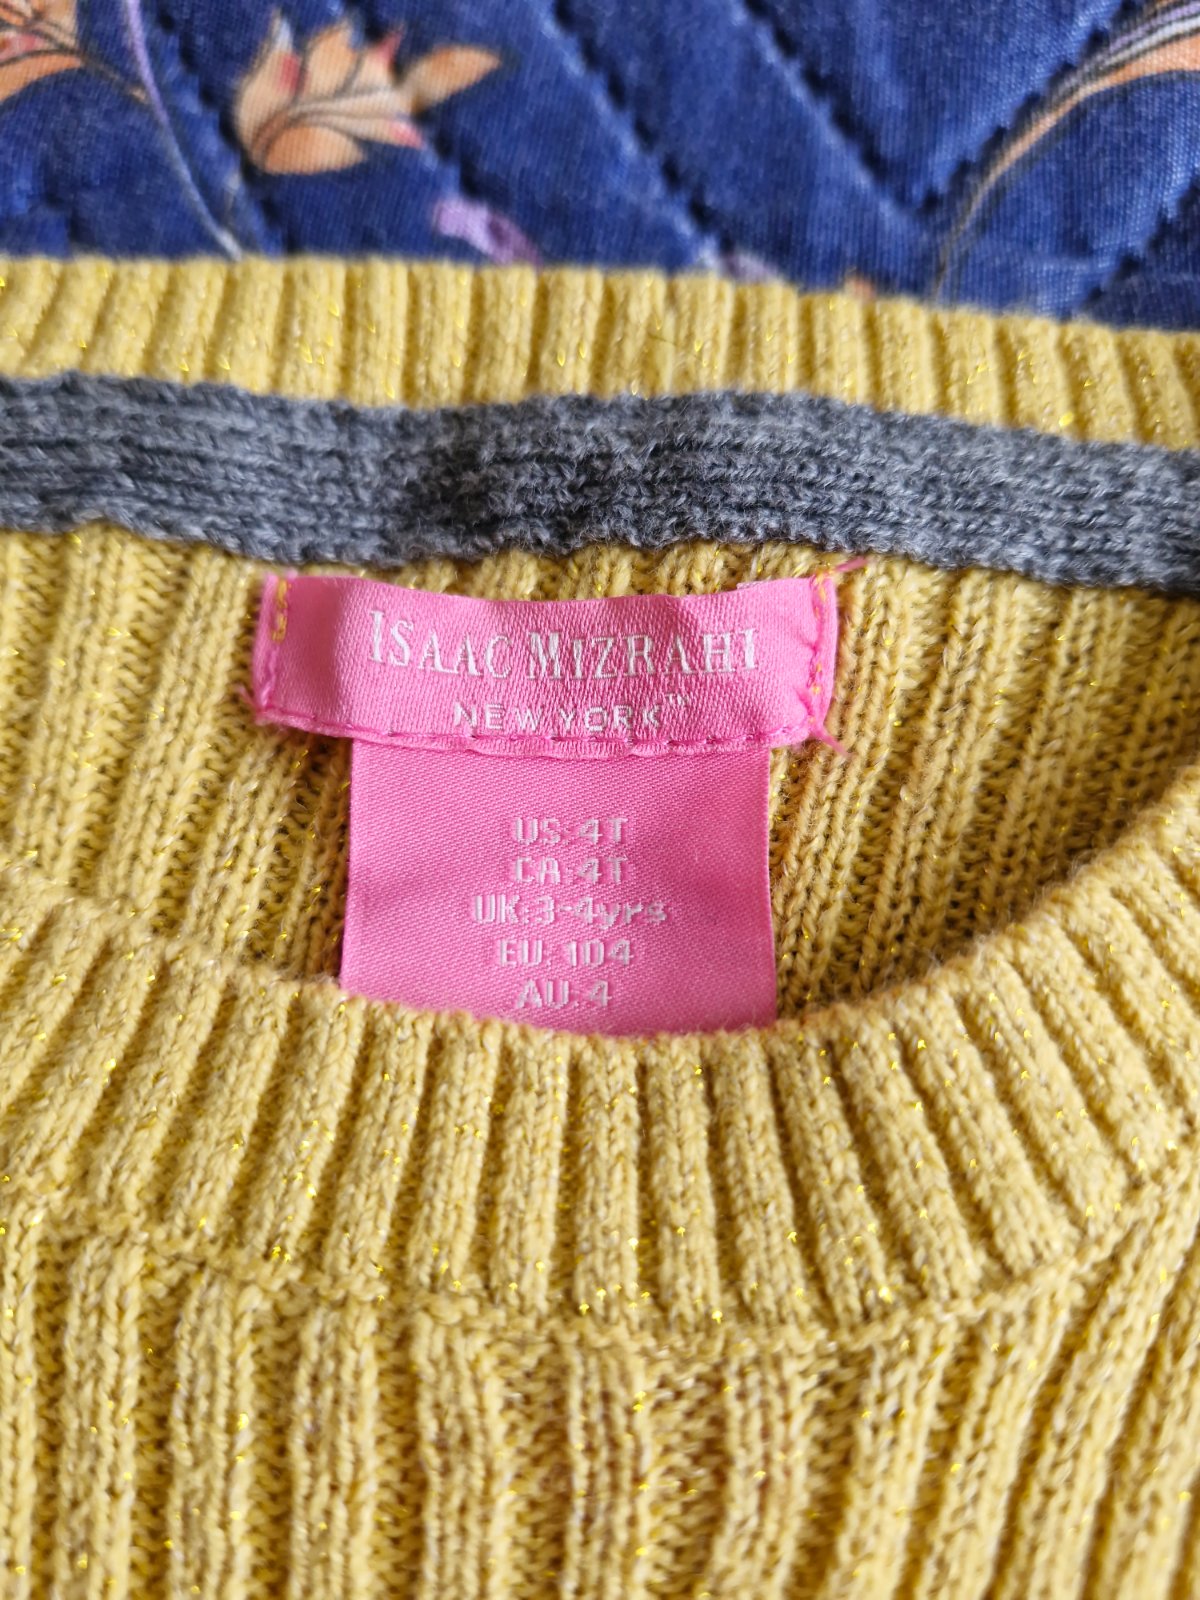 ISAAC MIZRAHI
NEW YORK™
US: 4T
CA: 4T
UK: 3-4yrs
EU: 104
AU: 4